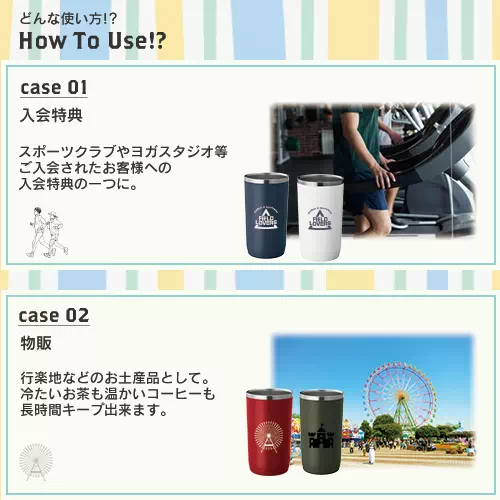 どんな使い方!?
How To Use!?
case 01
入会特典
スポーツクラブやヨガスタジオ等
ご入会されたお客様への
入会特典の一つに。
FIELD
LOVERS
FIELD
LOVERS
case 02
物販
行楽地などのお土産品として。
冷たいお茶も温かいコーヒーも
長時間キープ出来ます。